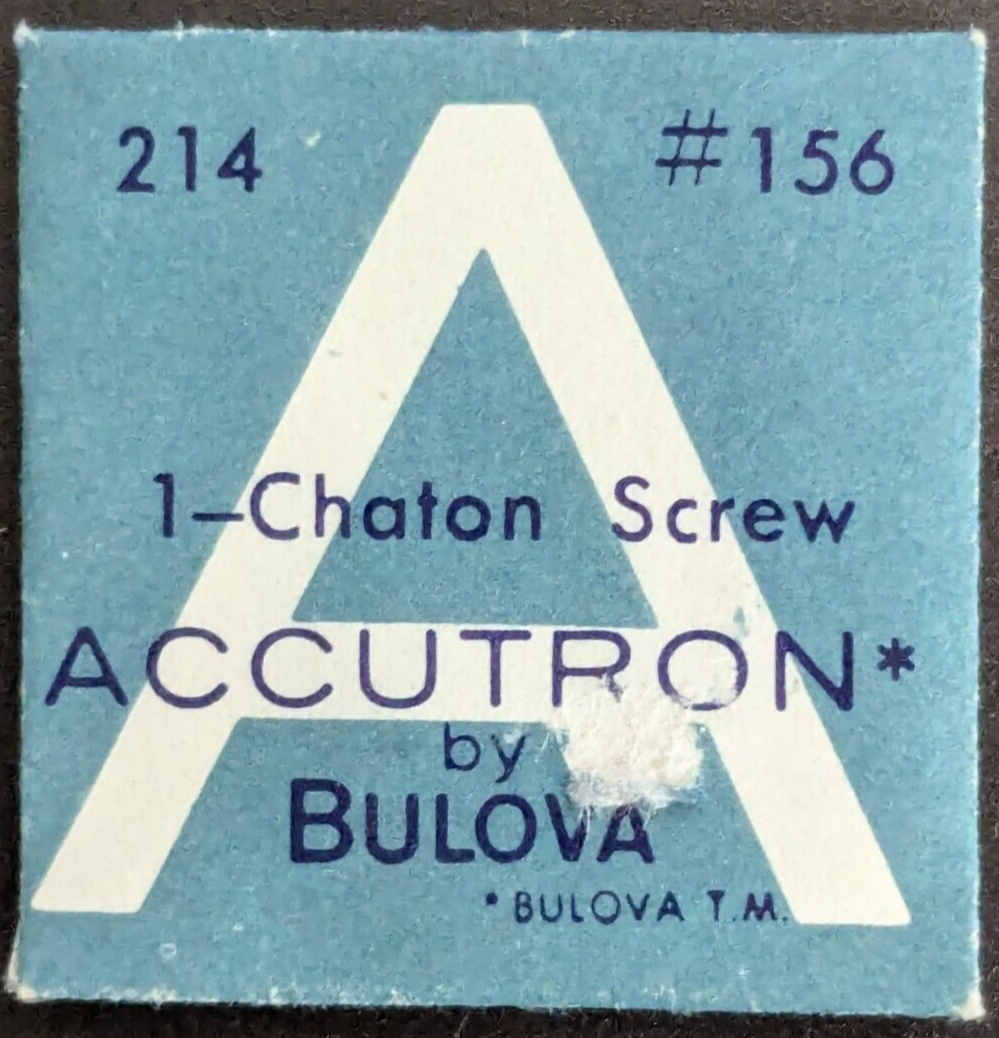 214 #156
1-Chaton Screw
ACCUTRON*
by
BULOVA
*BULOVA T.M.